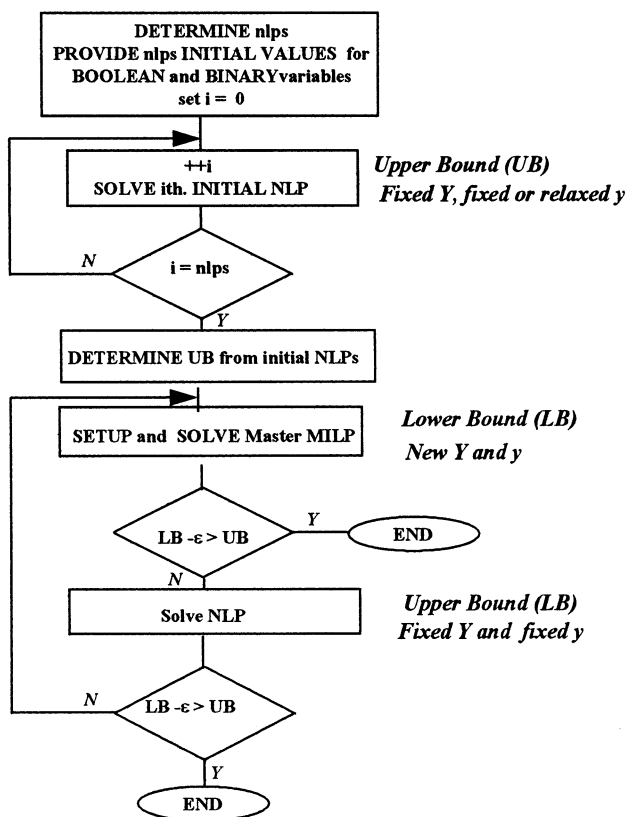 DETERMINE nlps
PROVIDE nlps INITIAL VALUES for
BOOLEAN and BINARYvariables
set i = 0
++i
SOLVE ith. INITIAL NLP
Upper Bound (UB)
Fixed Y, fixed or relaxed y
N
i = nlps
Y
DETERMINE UB from initial NLPs
SETUP and SOLVE Master MILP
Lower Bound (LB)
New Y and y
LB -ε > UB
Y
END
N
Solve NLP
Upper Bound (LB)
Fixed Y and fixed y
N
LB -ε > UB
Y
END